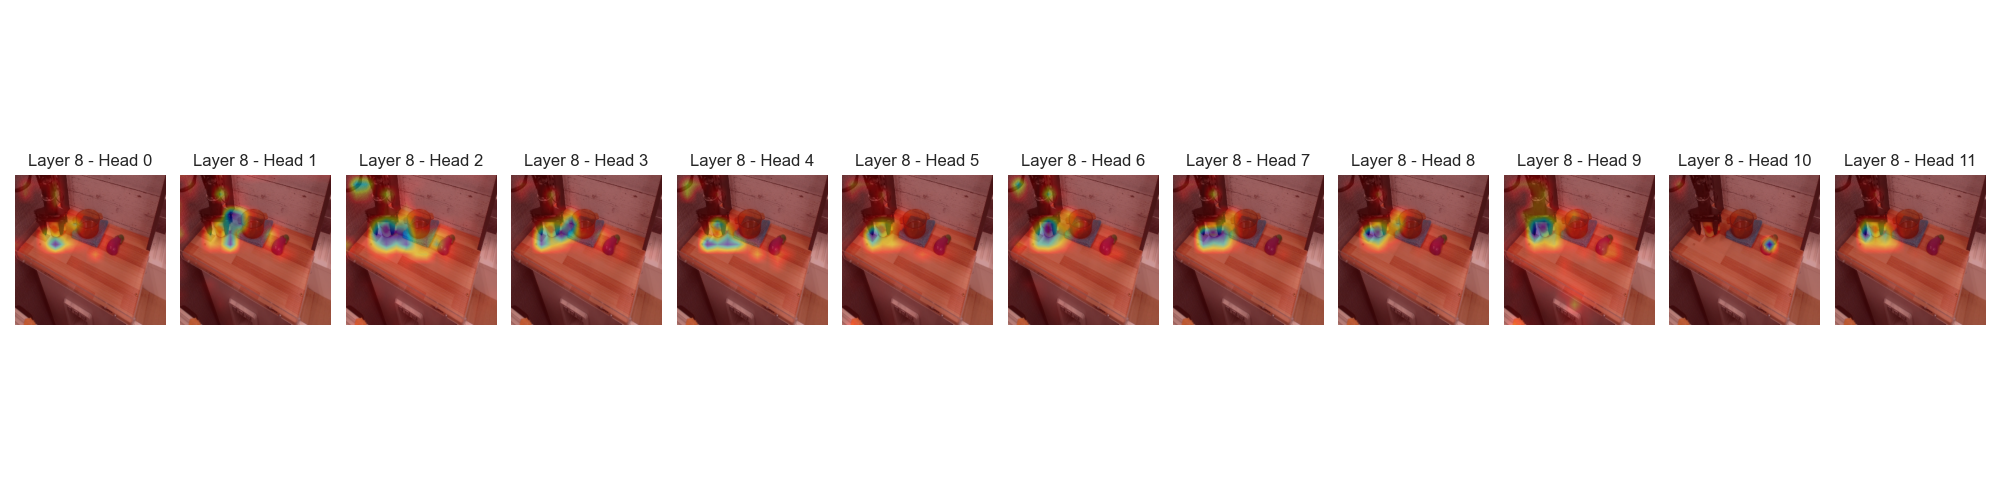 Layer 8 - Head 0
Layer 8 - Head 1
Layer 8 - Head 2
Layer 8 - Head 3
Layer 8 - Head 4
Layer 8 - Head 5
Layer 8 - Head 6
Layer 8 - Head 7
Layer 8 - Head 8
Layer 8 - Head 9
Layer 8 - Head 10
Layer 8 - Head 11